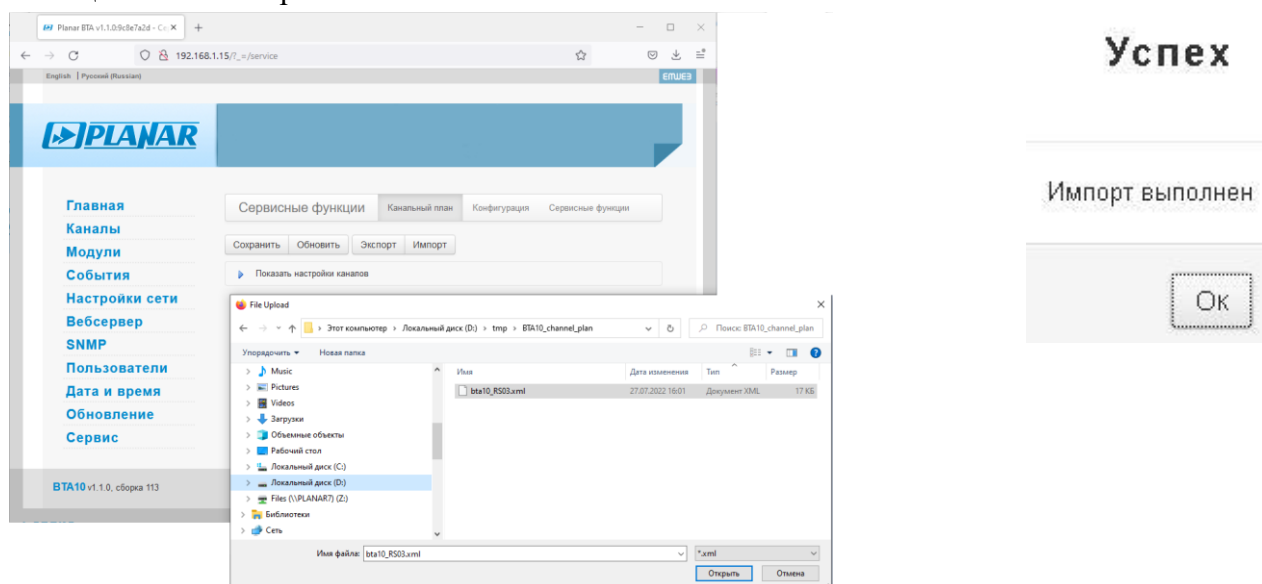 Planar BTA v1.1.0:9c8e7a2d - Се
192.168.1.15/?_=/service
English | Русский (Russian)
PLANAR
Главная
Каналы
Модули
События
Настройки сети
Вебсервер
SNMP
Пользователи
Дата и время
Обновление
Сервис
BTA10 v1.1.0, сборка 113
Сервисные функции Канальный план Конфигурация Сервисные функции
Сохранить Обновить Экспорт Импорт
Показать настройки каналов
File Upload
Этот компьютер › Локальный диск (D:) › tmp › BTA10_channel_plan
Поиск: BTA10_channel_plan
Упорядочить Новая папка
Music
Pictures
Videos
Загрузки
Объемные объекты
Рабочий стол
Локальный диск (C:)
Локальный диск (D:)
Files (\\PLANAR7) (Z:)
Библиотеки
Сеть
Имя Дата изменения Тип Размер
bta10_RS03.xml 27.07.2022 16:01 Документ XML 17 КБ
Имя файла: bta10_RS03.xml *.xml
Открыть Отмена
Успех
Импорт выполнен
Ок